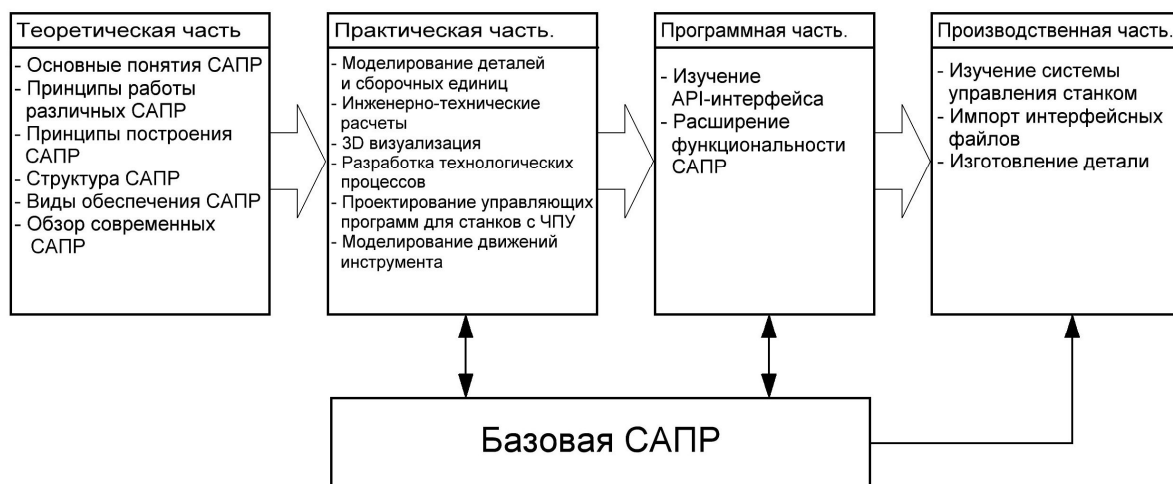 Теоретическая часть
- Основные понятия САПР
- Принципы работы
различных САПР
- Принципы построения
САПР
- Структура САПР
- Виды обеспечения САПР
- Обзор современных
САПР
Практическая часть.
- Моделирование деталей
и сборочных единиц
- Инженерно-технические
расчеты
- 3D визуализация
- Разработка технологических
процессов
- Проектирование управляющих
программ для станков с ЧПУ
- Моделирование движений
инструмента
Программная часть.
- Изучение
API-интерфейса
- Расширение
функциональности
САПР
Производственная часть.
- Изучение системы
управления станком
- Импорт интерфейсных
файлов
- Изготовление детали
Базовая САПР